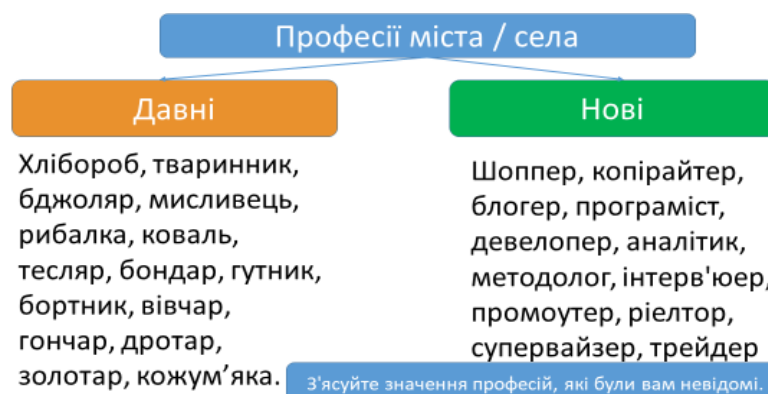 Професії міста / села
Давні
Хлібороб, тваринник,
бджоляр, мисливець,
рибалка, коваль,
тесляр, бондар, гутник,
бортник, вівчар,
гончар, дротар,
золотар, кожум’яка.
Нові
Шоппер, копірайтер,
блогер, програміст,
девелопер, аналітик,
методолог, інтерв'юер,
промоутер, ріелтор,
супервайзер, трейдер
З'ясуйте значення професій, які були вам невідомі.